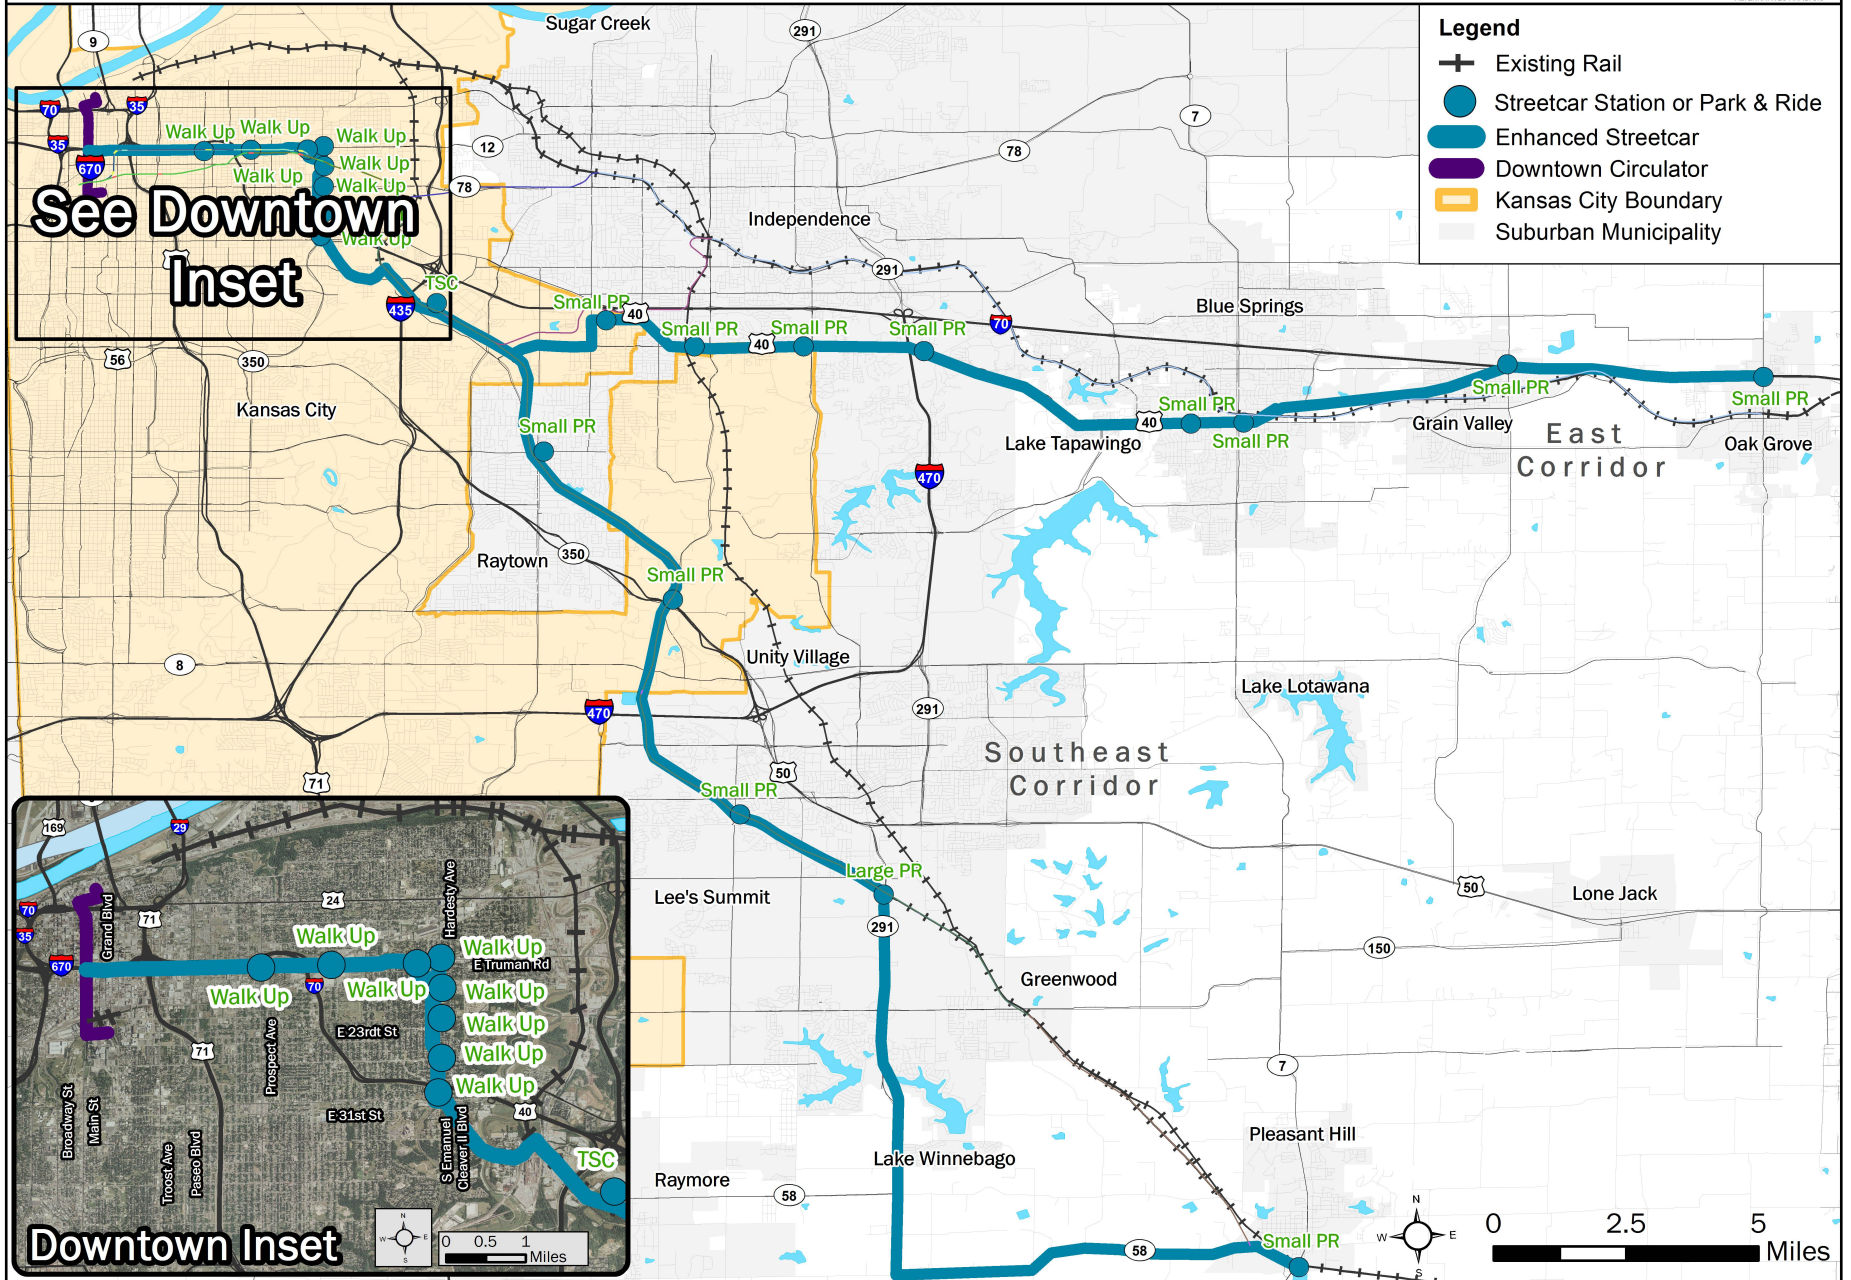 Legend
Existing Rail
Streetcar Station or Park & Ride
Enhanced Streetcar
Downtown Circulator
Kansas City Boundary
Suburban Municipality
Sugar Creek
291
9
7
70
35
12
78
35
670
Walk Up
Walk Up
Walk Up
Walk Up
Walk Up
Walk Up
Walk Up
78
See Downtown
Inset
Independence
291
TSC
435
Small PR
40
Small PR
40
Small PR
Small PR
70
Blue Springs
56
350
Kansas City
Small PR
Small PR
40
Small PR
Lake Tapawingo
Small PR
Grain Valley
Small PR
Oak Grove
East
Corridor
470
Raytown
350
Small PR
Unity Village
8
470
291
Lake Lotawana
71
50
Southeast
Corridor
Small PR
Large PR
Lee's Summit
291
50
Lone Jack
150
Greenwood
7
Pleasant Hill
Lake Winnebago
Raymore
58
58
Small PR
N
W
E
S
0
2.5
5
Miles
169
29
70
35
670
71
24
Grand Blvd
Hardesty Ave
Walk Up
Walk Up
E Truman Rd
Walk Up
Walk Up
70
Walk Up
Walk Up
Walk Up
Walk Up
E 23rdt St
71
Prospect Ave
E 31st St
40
Broadway St
Main St
Troost Ave
Paseo Blvd
S Emanuel
Cleaver II Blvd
TSC
Downtown Inset
N
W
E
S
0
0.5
1
Miles